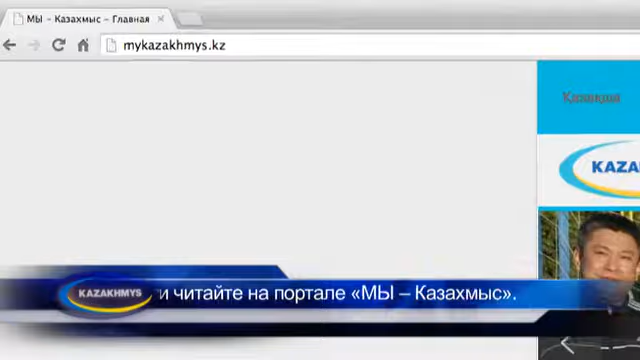 МЫ – Казахмыс – Главная
mykazakhmys.kz
KAZA
KAZAKHMYS
и читайте на портале «МЫ – Казахмыс».